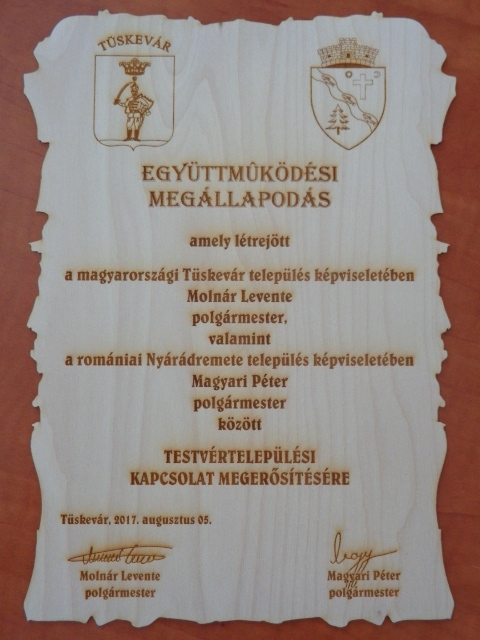 TÜSKEVÁR
EGYÜTTMŰKÖDÉSI
MEGÁLLAPODÁS
amely létrejött
a magyarországi Tüskevár település képviseletében
Molnár Levente
polgármester,
valamint
a romániai Nyárádremete település képviseletében
Magyari Péter
polgármester
között
TESTVÉRTELEPÜLÉSI
KAPCSOLAT MEGERŐSÍTÉSÉRE
Tüskevár, 2017. augusztus 05.
Molnár Levente
polgármester
Magyari Péter
polgármester